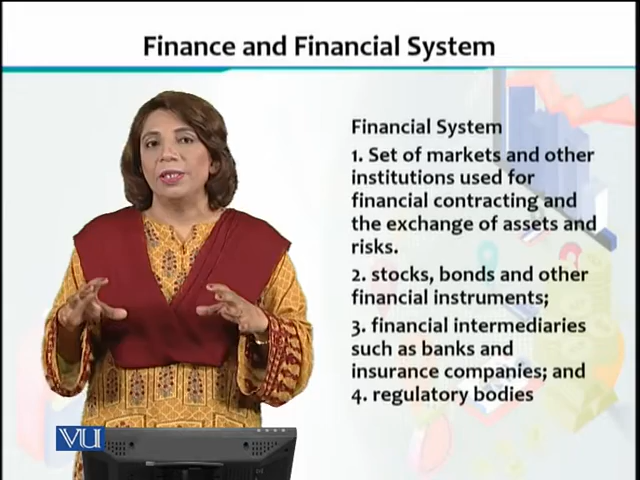 Finance and Financial System
Financial System
1. Set of markets and other
institutions used for
financial contracting and
the exchange of assets and
risks.
2. stocks, bonds and other
financial instruments;
3. financial intermediaries
such as banks and
insurance companies; and
4. regulatory bodies
VU